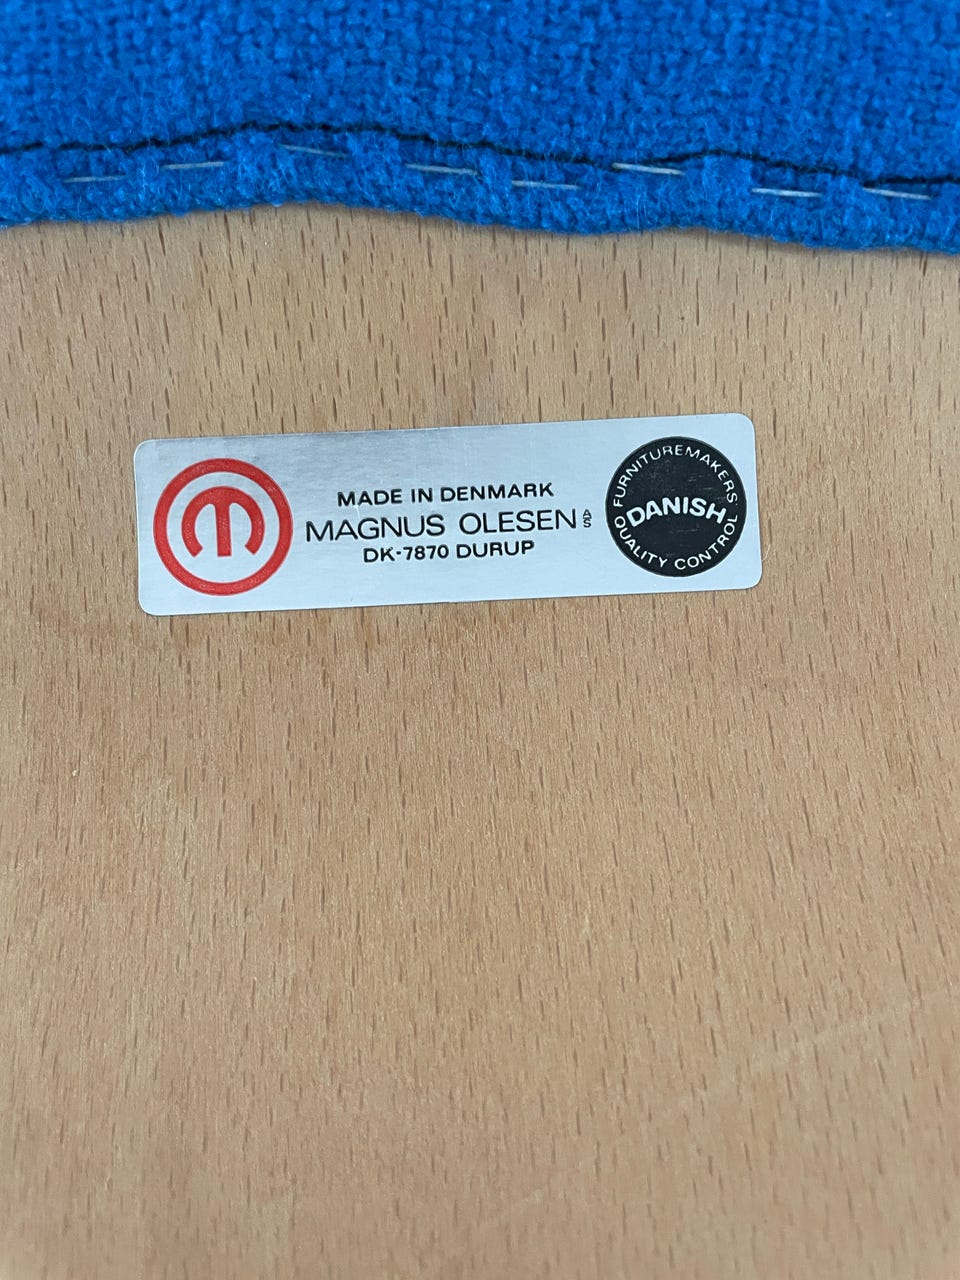 MADE IN DENMARK
MAGNUS OLESEN A/S
DK-7870 DURUP
FURNITUREMAKERS
DANISH
QUALITY CONTROL